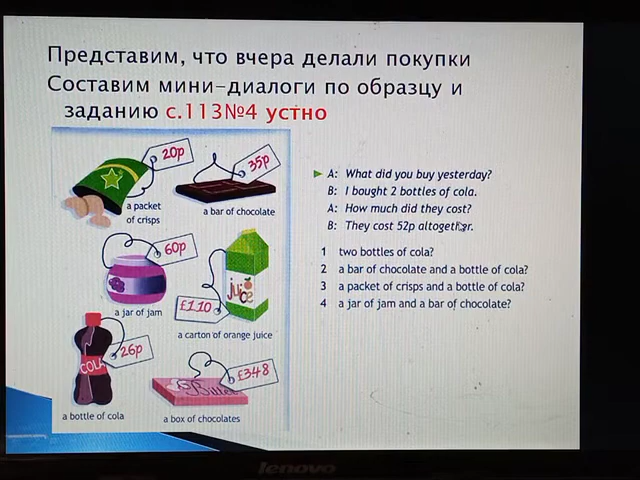 Представим, что вчера делали покупки
Составим мини-диалоги по образцу и
заданию с.113№4 устно
20p
35p
a packet
of crisps
a bar of chocolate
60p
juice
£1.10
a jar of jam
a carton of orange juice
COLA
26p
£3.48
a bottle of cola
a box of chocolates
A: What did you buy yesterday?
B: I bought 2 bottles of cola.
A: How much did they cost?
B: They cost 52p altogether.
1 two bottles of cola?
2 a bar of chocolate and a bottle of cola?
3 a packet of crisps and a bottle of cola?
4 a jar of jam and a bar of chocolate?
lenovo